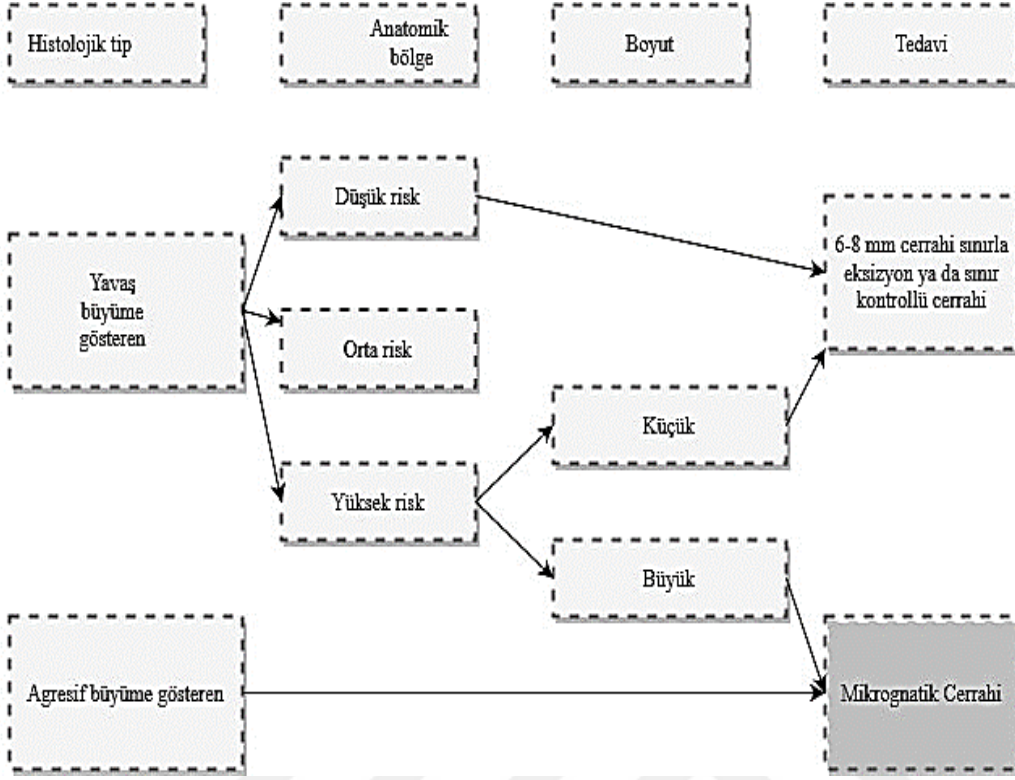 Histolojik tip
Anatomik
bölge
Boyut
Tedavi
Düşük risk
Yavaş
büyüme
gösteren
Orta risk
Yüksek risk
Küçük
Büyük
6-8 mm cerrahi sınırla
eksizyon ya da sınır
kontrollü cerrahi
Agresif büyüme gösteren
Mikrognatik Cerrahi